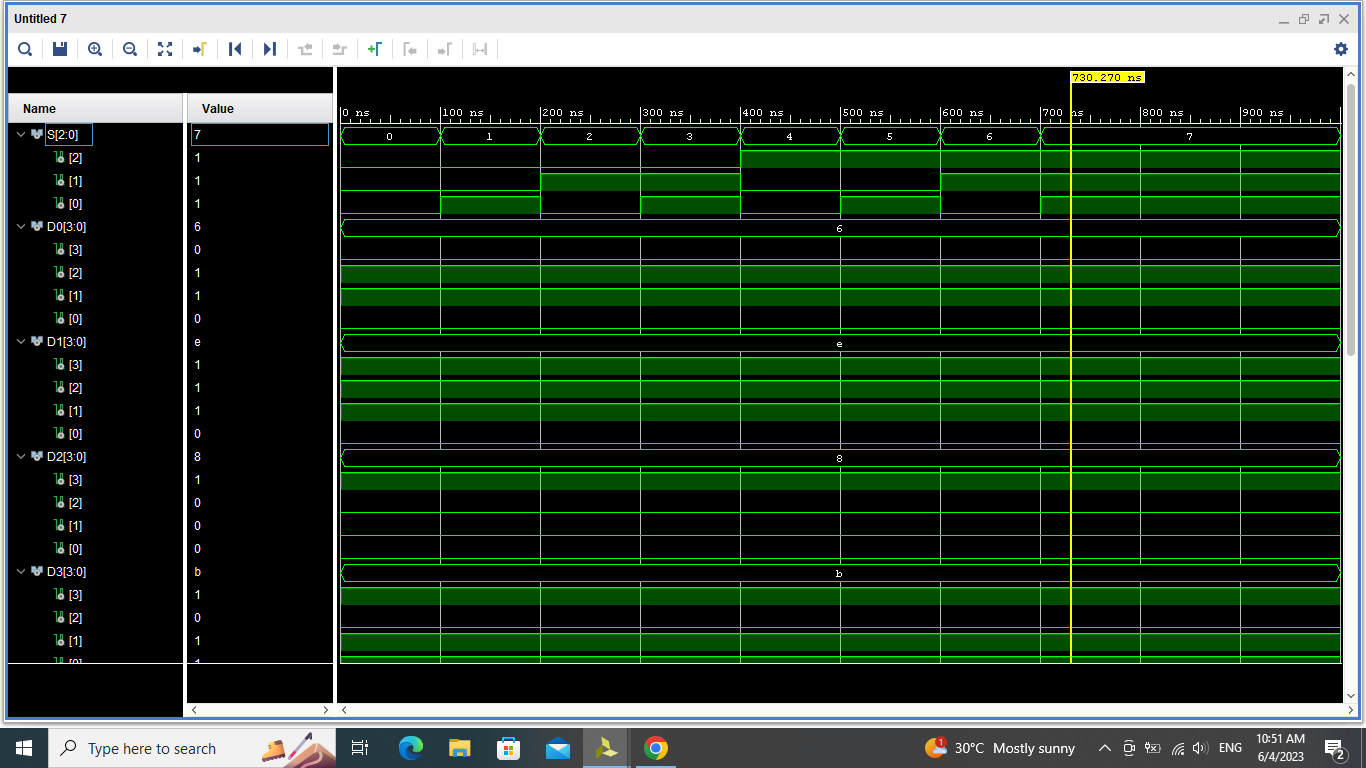 Untitled 7
730.270 ns
Name Value
0 ns 100 ns 200 ns 300 ns 400 ns 500 ns 600 ns 700 ns 800 ns 900 ns
S[2:0] 7 0 1 2 3 4 5 6 7
[2] 1
[1] 1
[0] 1
D0[3:0] 6 6
[3] 0
[2] 1
[1] 1
[0] 0
D1[3:0] e e
[3] 1
[2] 1
[1] 1
[0] 0
D2[3:0] 8 8
[3] 1
[2] 0
[1] 0
[0] 0
D3[3:0] b b
[3] 1
[2] 0
[1] 1
[0] 1
Type here to search
1
30°C Mostly sunny
ENG
10:51 AM
6/4/2023
2